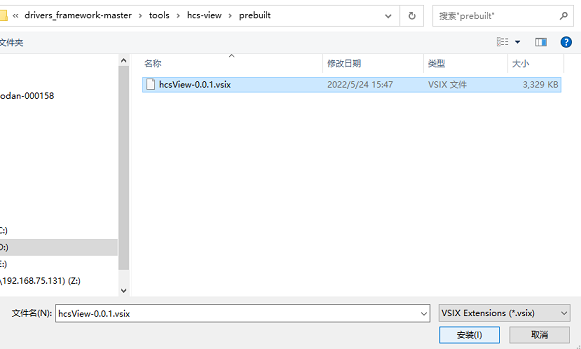 « drivers_framework-master › tools › hcs-view › prebuilt
搜索"prebuilt"
文件夹
名称 修改日期 类型 大小
hcsView-0.0.1.vsix 2022/5/24 15:47 VSIX 文件 3,329 KB
odan-000158
C:)
D:)
E:)
\192.168.75.131) (Z:)
文件名(N): hcsView-0.0.1.vsix VSIX Extensions (*.vsix)
安装(I) 取消